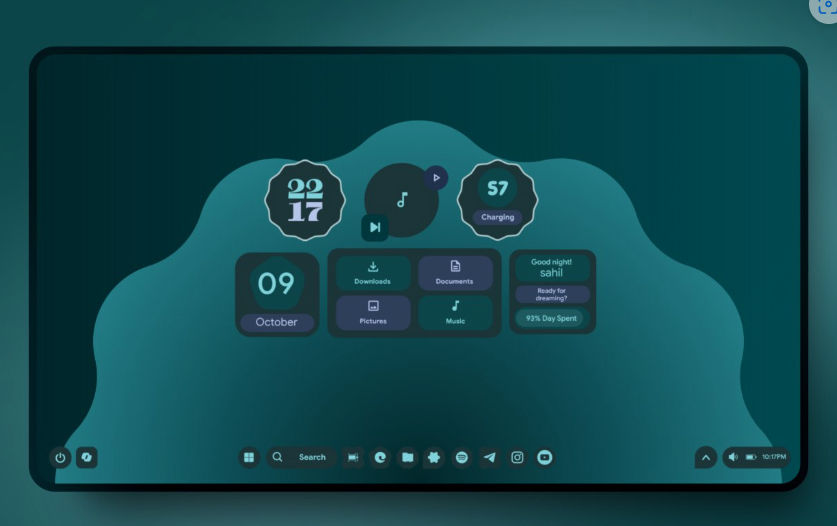 22
17
57
Charging
09
October
Downloads
Documents
Pictures
Music
Good night!
sahil
Ready for
dreaming?
93% Day Spent
Search
10:17PM